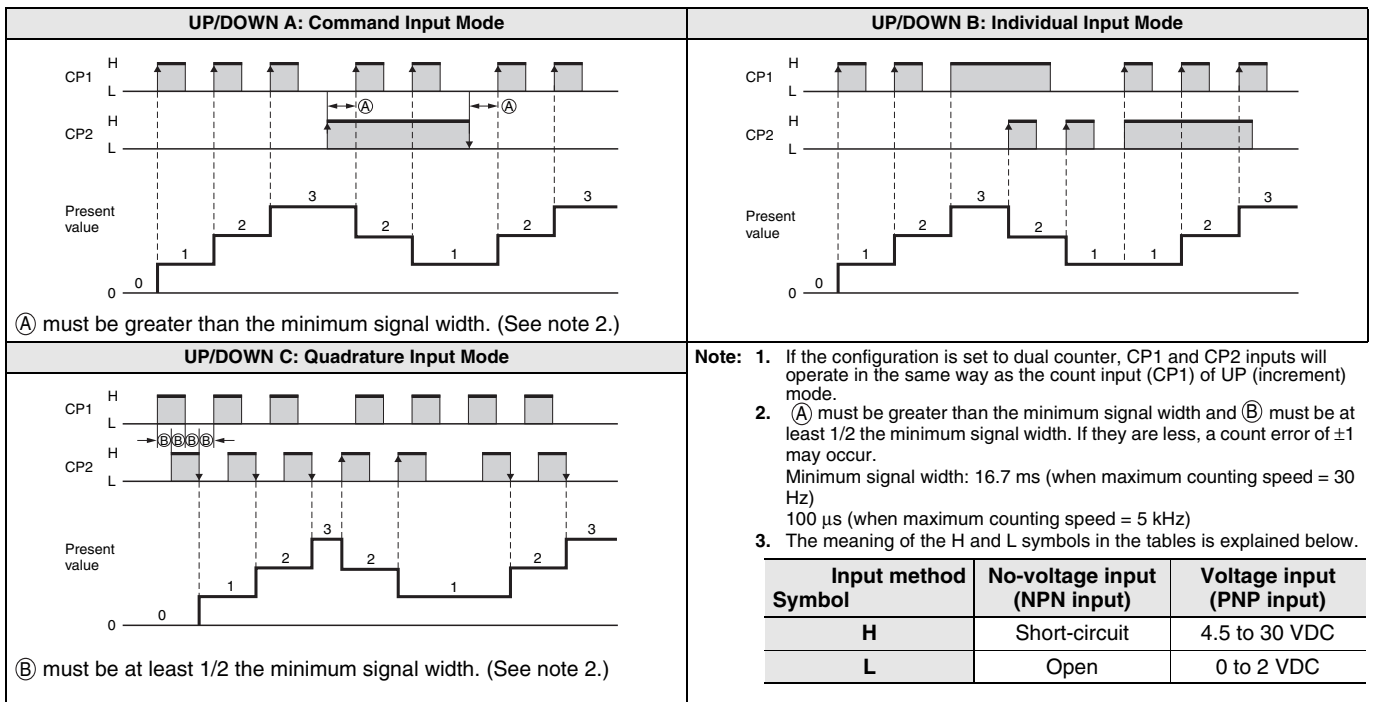 UP/DOWN A: Command Input Mode
CP1
H
L
Ⓐ
Ⓐ
CP2
H
L
Present
value
3
3
2
2
2
1
1
0
0
Ⓐ must be greater than the minimum signal width. (See note 2.)
UP/DOWN B: Individual Input Mode
CP1
H
L
CP2
H
L
Present
value
3
3
2
2
2
1
1
1
0
0
UP/DOWN C: Quadrature Input Mode
CP1
H
L
ⒷⒷⒷⒷ
CP2
H
L
Present
value
3
3
2
2
2
1
1
0
0
Ⓑ must be at least 1/2 the minimum signal width. (See note 2.)
Note: 1. If the configuration is set to dual counter, CP1 and CP2 inputs will
operate in the same way as the count input (CP1) of UP (increment)
mode.
2. Ⓐ must be greater than the minimum signal width and Ⓑ must be at
least 1/2 the minimum signal width. If they are less, a count error of ±1
may occur.
Minimum signal width: 16.7 ms (when maximum counting speed = 30
Hz)
100 μs (when maximum counting speed = 5 kHz)
3. The meaning of the H and L symbols in the tables is explained below.
Input method
Symbol
No-voltage input
(NPN input)
Voltage input
(PNP input)
H Short-circuit 4.5 to 30 VDC
L Open 0 to 2 VDC